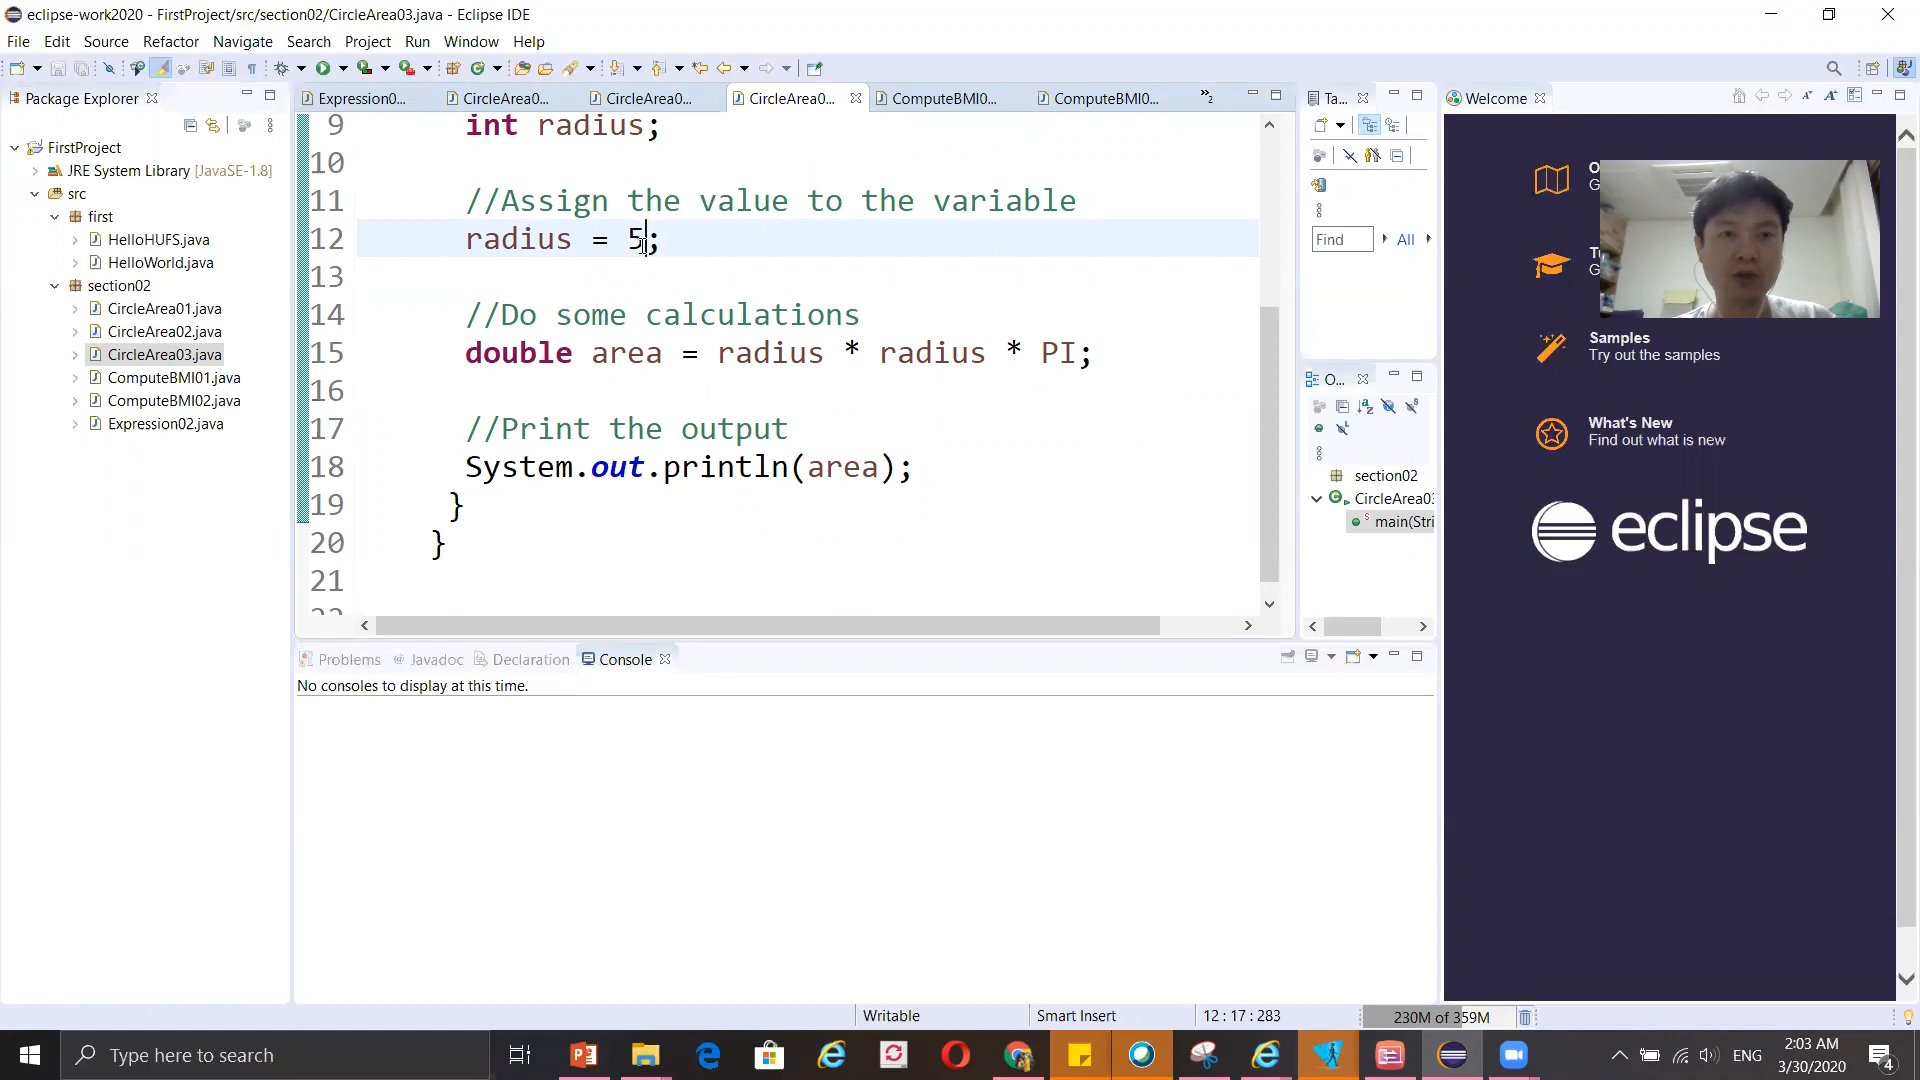 eclipse-work2020 - FirstProject/src/section02/CircleArea03.java - Eclipse IDE
File Edit Source Refactor Navigate Search Project Run Window Help
Package Explorer
FirstProject
JRE System Library [JavaSE-1.8]
src
first
HelloHUFS.java
HelloWorld.java
section02
CircleArea01.java
CircleArea02.java
CircleArea03.java
ComputeBMI01.java
ComputeBMI02.java
Expression02.java
Expression0... CircleArea0... CircleArea0... CircleArea0... ComputeBMI0... ComputeBMI0... »2
9 int radius;
10
11 //Assign the value to the variable
12 radius = 5;
13
14 //Do some calculations
15 double area = radius * radius * PI;
16
17 //Print the output
18 System.out.println(area);
19 }
20 }
21
Problems Javadoc Declaration Console
No consoles to display at this time.
Ta...
Find All
O...
section02
CircleArea03
main(Stri
Welcome
O
G
Tu
G
Samples
Try out the samples
What's New
Find out what is new
eclipse
Writable Smart Insert 12 : 17 : 283 230M of 359M
Type here to search
ENG
2:03 AM
3/30/2020
4